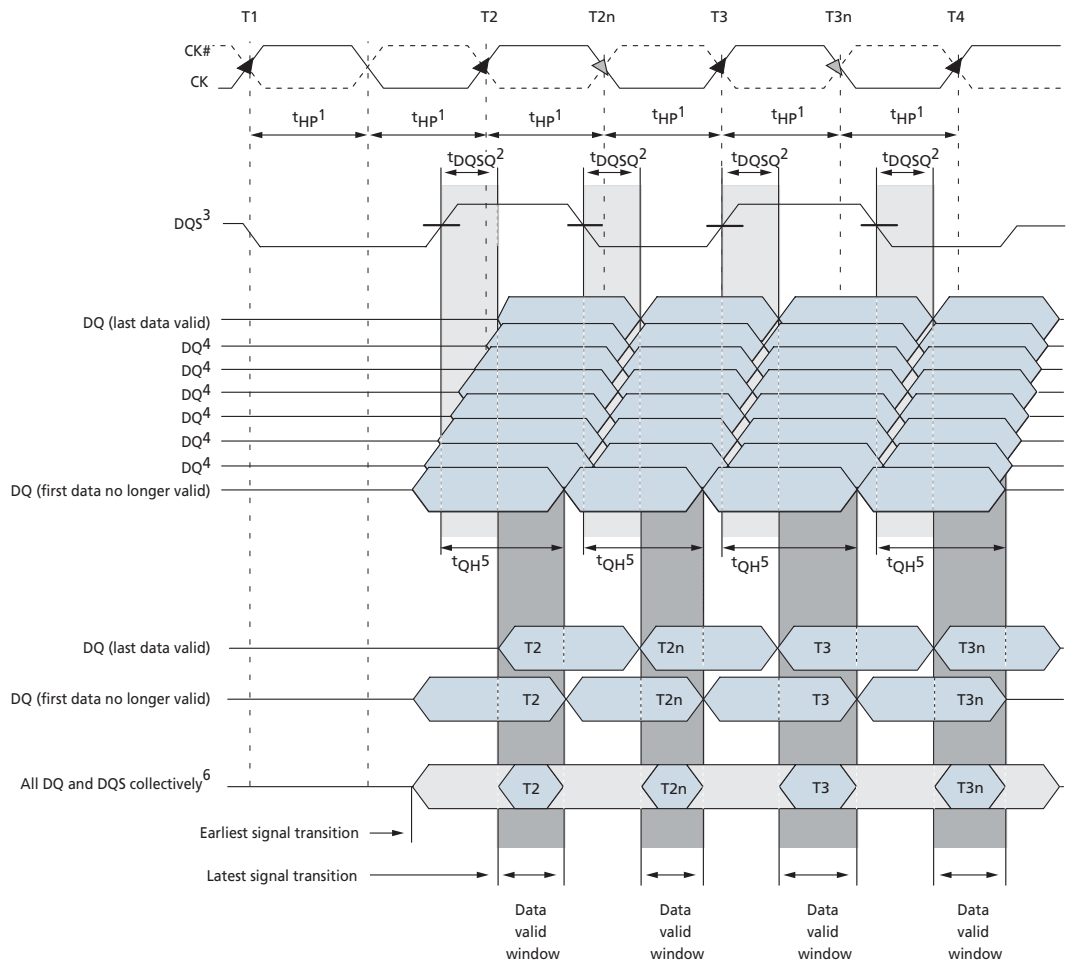 T1 T2 T2n T3 T3n T4
CK#
CK
tHP1 tHP1 tHP1 tHP1 tHP1 tHP1
tDQSQ2 tDQSQ2 tDQSQ2 tDQSQ2
DQS3
DQ (last data valid)
DQ4
DQ4
DQ4
DQ4
DQ4
DQ4
DQ (first data no longer valid)
tQH5 tQH5 tQH5 tQH5
DQ (last data valid) T2 T2n T3 T3n
DQ (first data no longer valid) T2 T2n T3 T3n
All DQ and DQS collectively6 T2 T2n T3 T3n
Earliest signal transition
Latest signal transition
Data Data Data Data
valid valid valid valid
window window window window